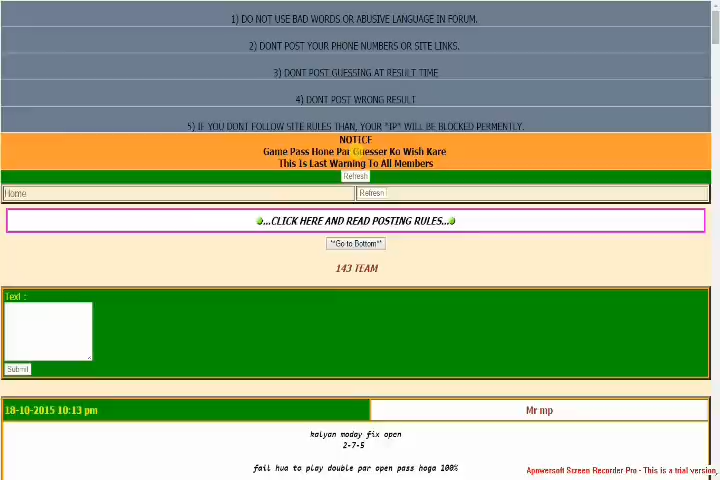 1) DO NOT USE BAD WORDS OR ABUSIVE LANGUAGE IN FORUM.
2) DONT POST YOUR PHONE NUMBERS OR SITE LINKS.
3) DONT POST GUESSING AT RESULT TIME
4) DONT POST WRONG RESULT
5) IF YOU DONT FOLLOW SITE RULES THAN, YOUR *IP* WILL BE BLOCKED PERMENTLY.
NOTICE
Game Pass Hone Par Guesser Ko Wish Kare
This Is Last Warning To All Members
Refresh
Home Refresh
...CLICK HERE AND READ POSTING RULES...
**Go to Bottom**
143 TEAM
Text :
Submit
18-10-2015 10:13 pm Mr mp
kalyan moday fix open
2-7-5
fail hua to play double par open pass hoga 100%
Apowersoft Screen Recorder Pro - This is a trial version.